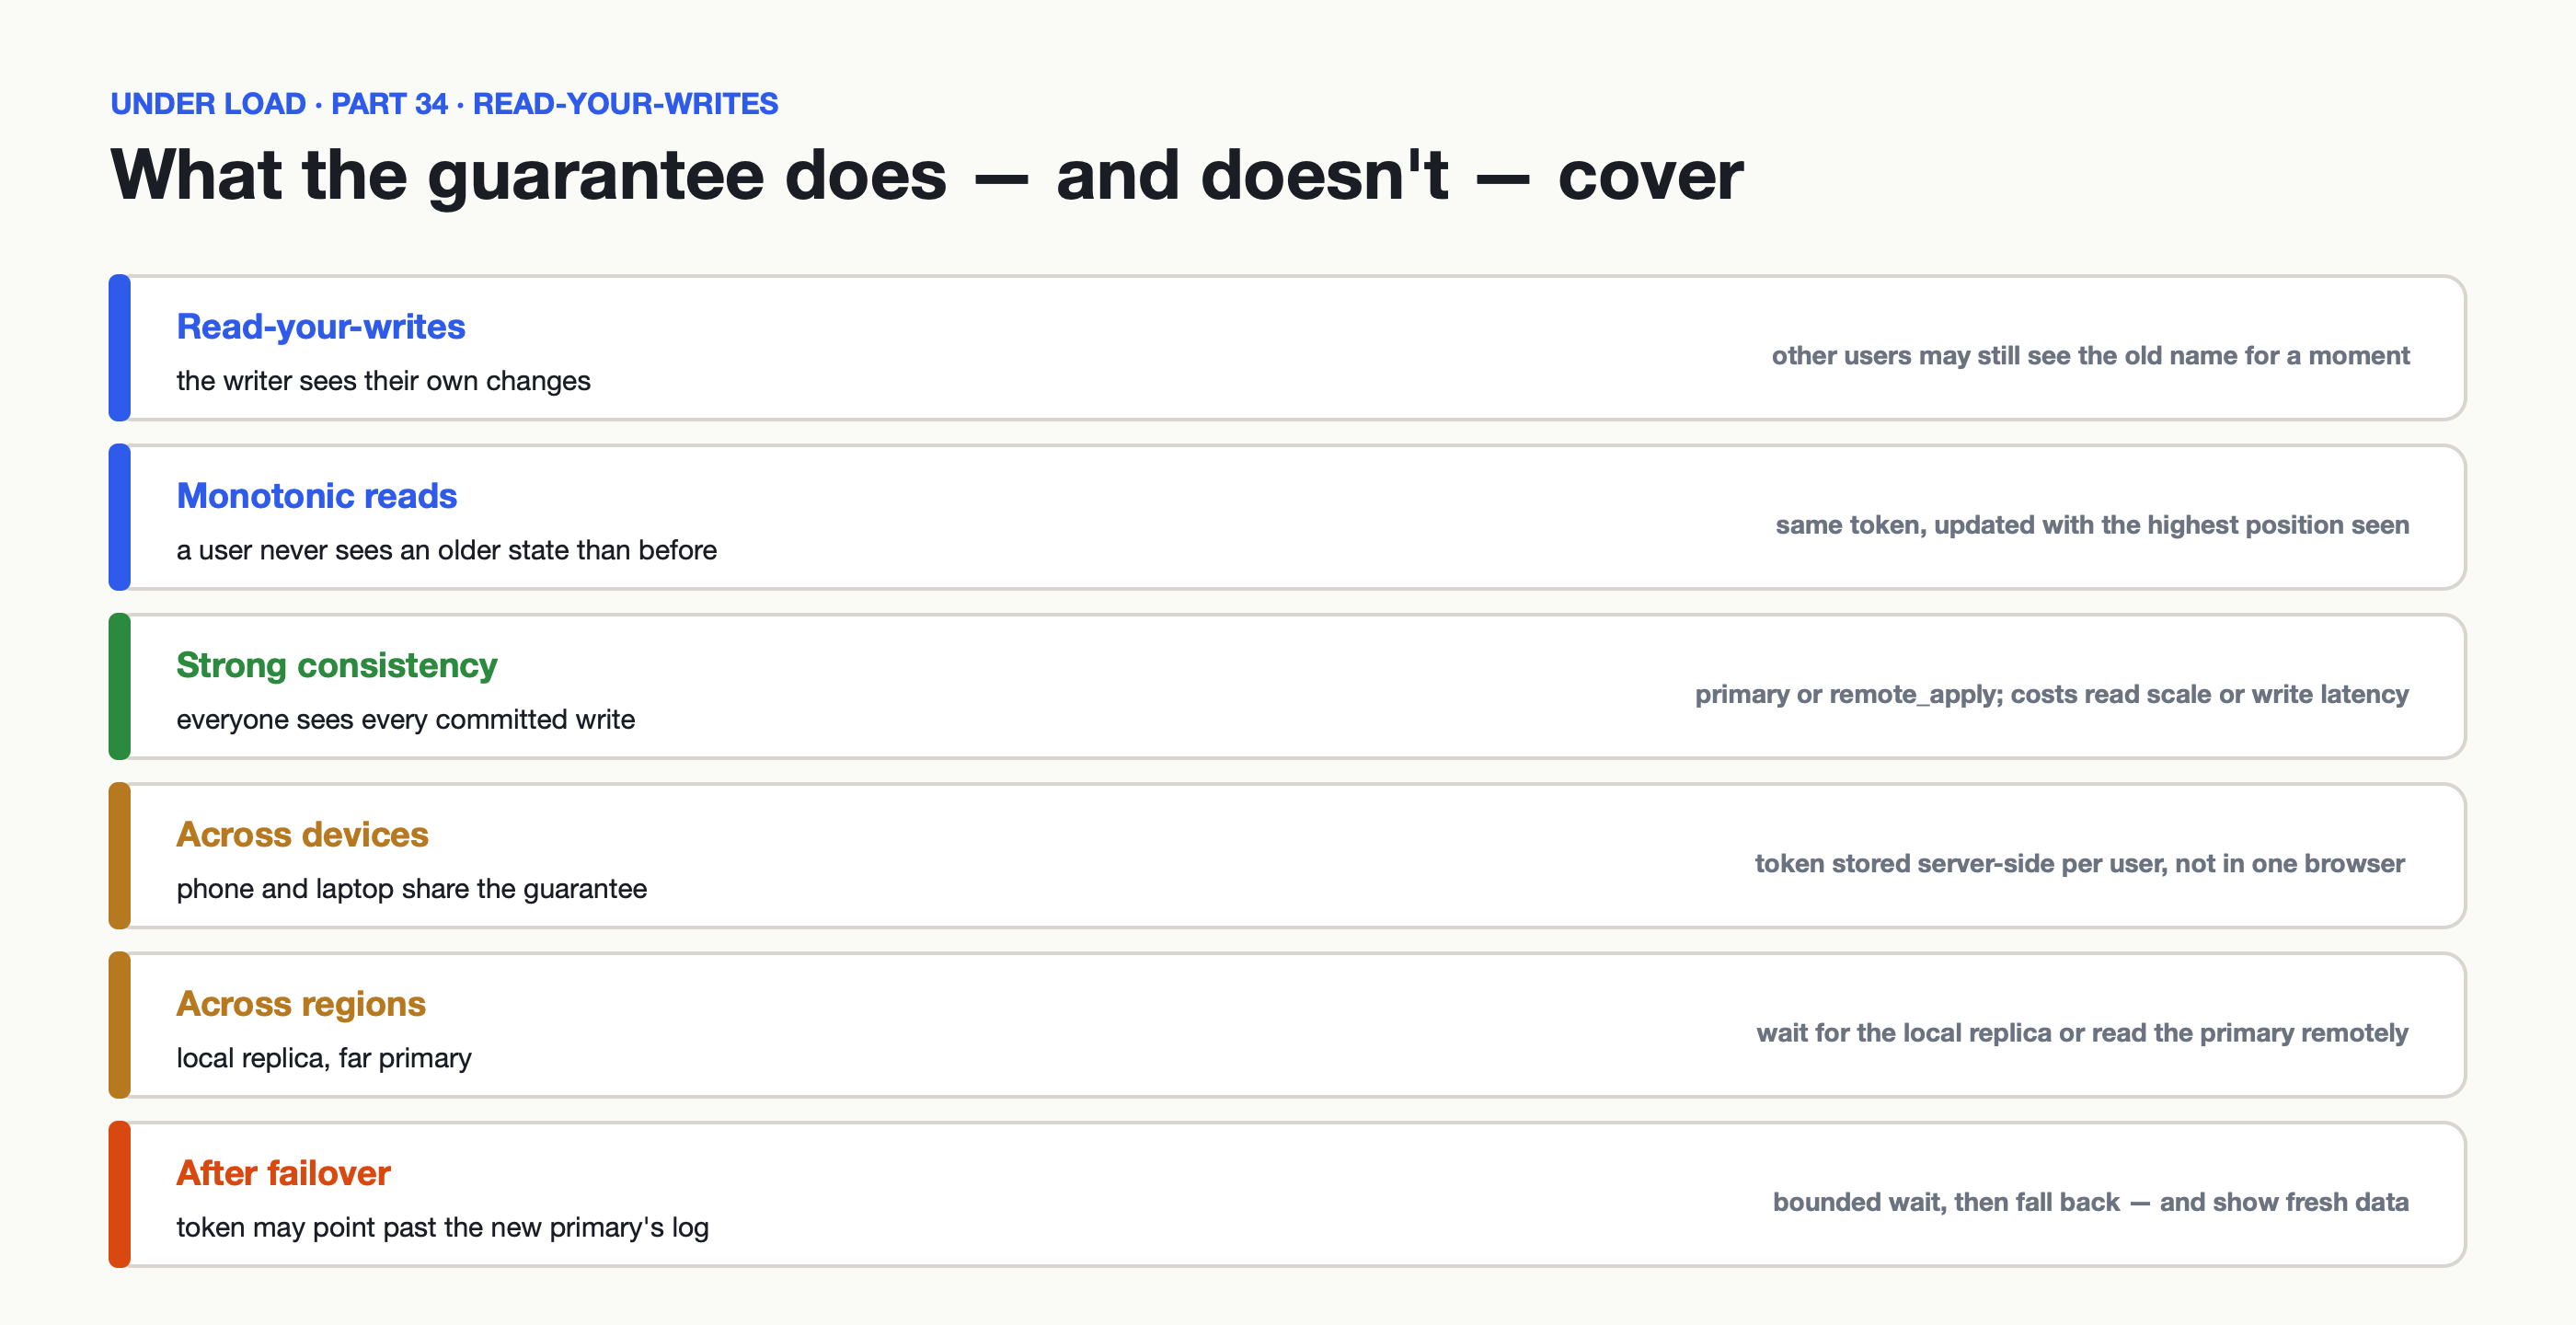 UNDER LOAD · PART 34 · READ-YOUR-WRITES
What the guarantee does — and doesn't — cover
Read-your-writes
the writer sees their own changes
other users may still see the old name for a moment
Monotonic reads
a user never sees an older state than before
same token, updated with the highest position seen
Strong consistency
everyone sees every committed write
primary or remote_apply; costs read scale or write latency
Across devices
phone and laptop share the guarantee
token stored server-side per user, not in one browser
Across regions
local replica, far primary
wait for the local replica or read the primary remotely
After failover
token may point past the new primary's log
bounded wait, then fall back — and show fresh data